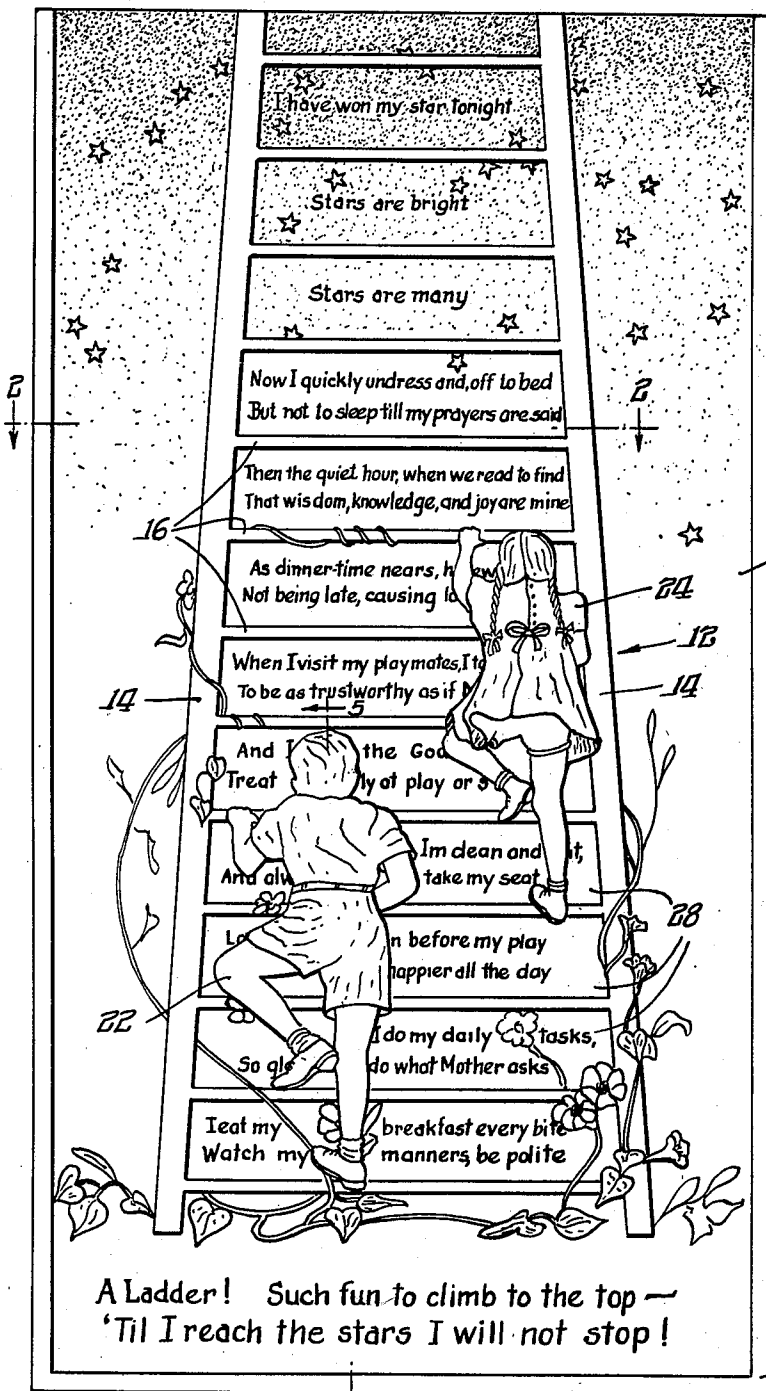 I have won my star tonight
Stars are bright
Stars are many
Now I quickly undress and, off to bed
But not to sleep till my prayers are said
2 2
Then the quiet hour, when we read to find
That wisdom, knowledge, and joy are mine
16
As dinner-time nears, h
Not being late, causing
24
12
When I visit my playmates, I
To be as trustworthy as if
14 5 14
And I the
Treat ly at play or s
Im clean and
And take my seat
28
n before my play
happier all the day
22
I do my daily tasks,
So do what Mother asks
I eat my breakfast every bite
Watch my manners, be polite
A Ladder! Such fun to climb to the top —
'Til I reach the stars I will not stop!